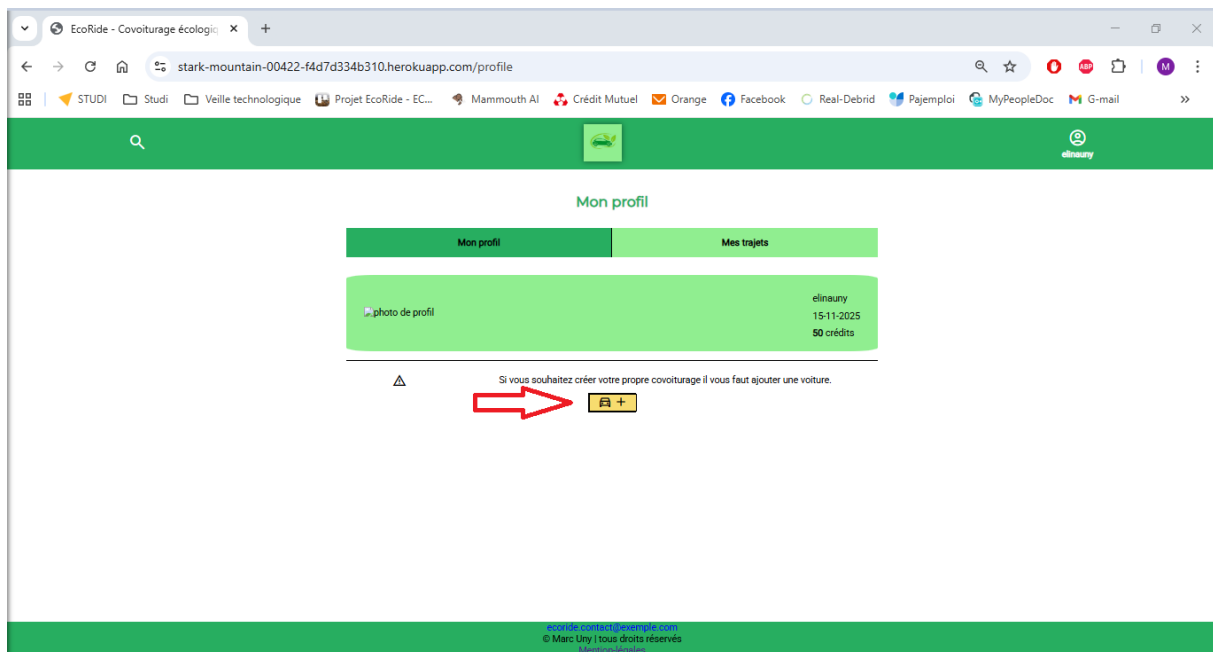 EcoRide - Covoiturage écologiq
stark-mountain-00422-f4d7d334b310.herokuapp.com/profile
ABP
M
STUDI Studi Veille technologique Projet EcoRide - EC... Mammouth AI Crédit Mutuel Orange Facebook Real-Debrid Pajemploi MyPeopleDoc G-mail
elinauny
Mon profil
Mon profil Mes trajets
photo de profil
elinauny
15-11-2025
50 crédits
Si vous souhaitez créer votre propre covoiturage il vous faut ajouter une voiture.
ecoride.contact@exemple.com
© Marc Uny | tous droits réservés
Mention-légales